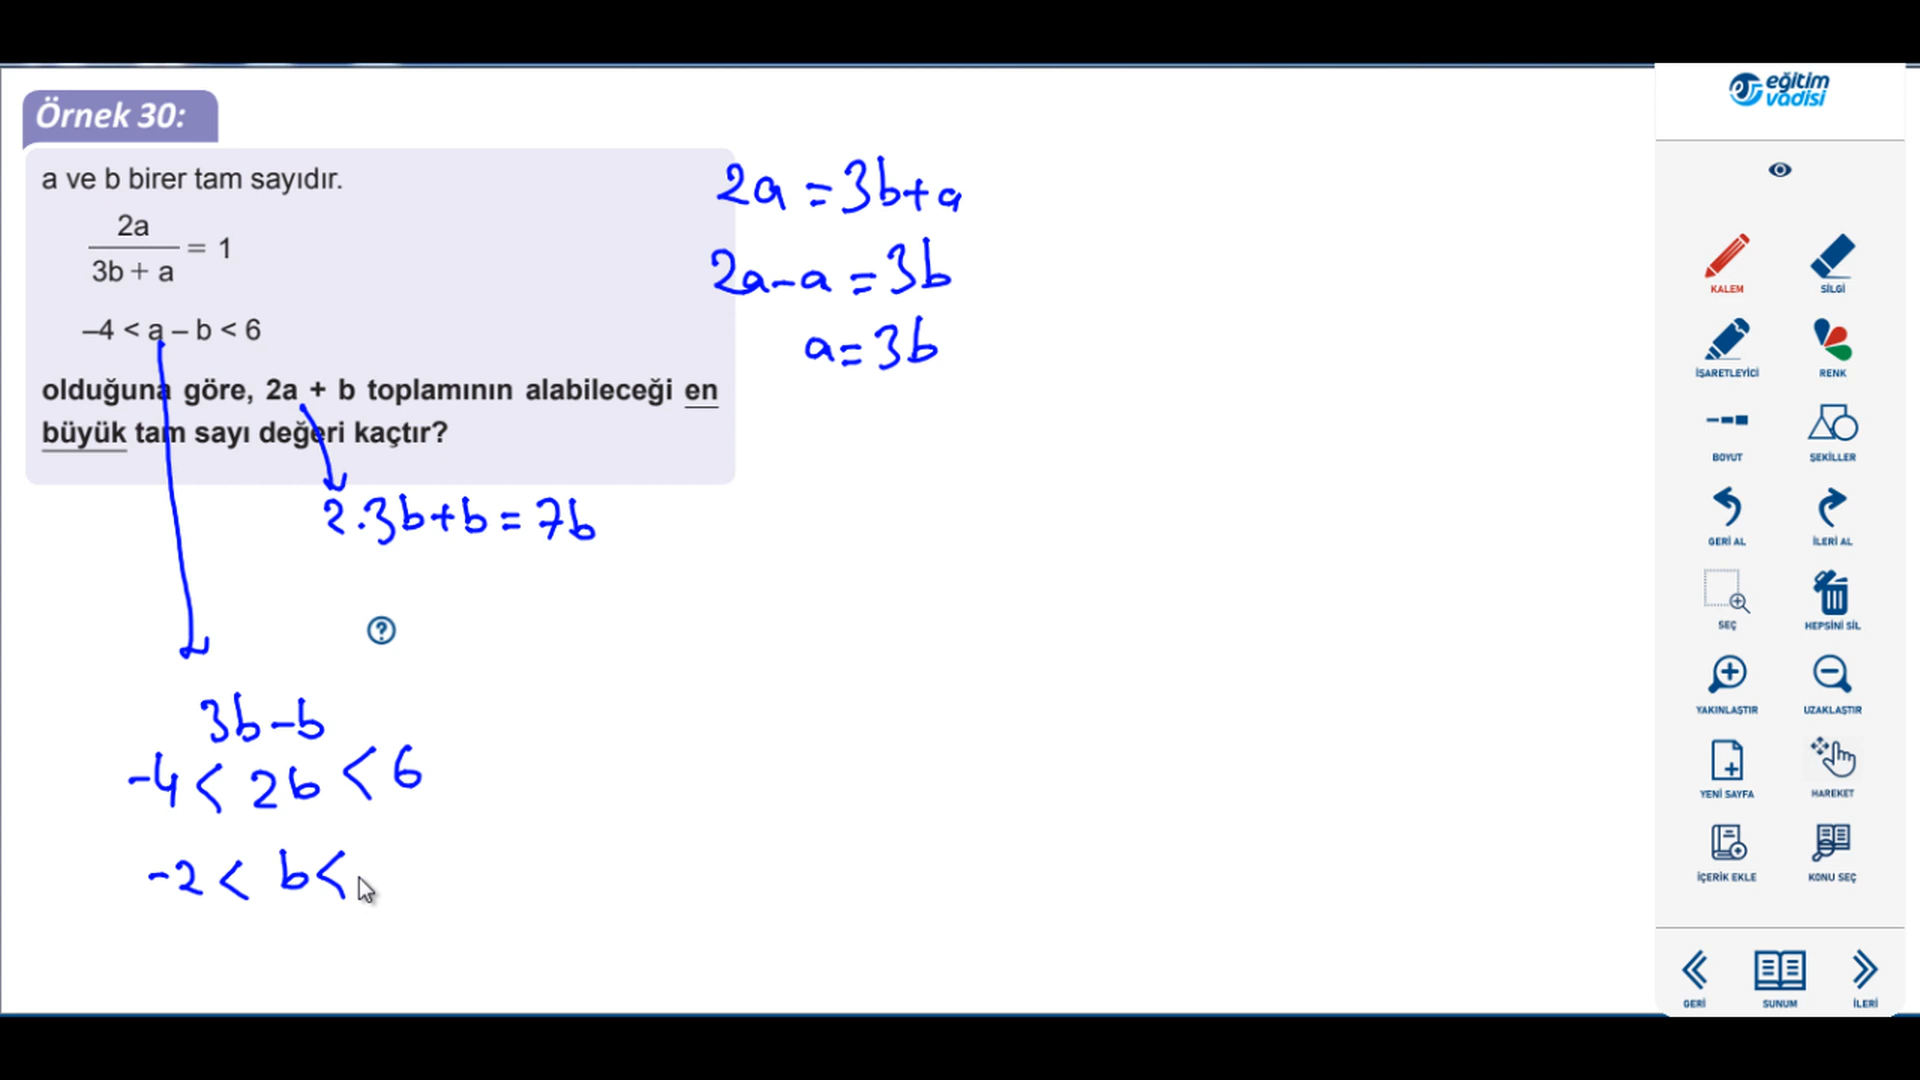 Örnek 30:
a ve b birer tam sayıdır.
2a
3b + a
= 1
–4 < a – b < 6
olduğuna göre, 2a + b toplamının alabileceği en
büyük tam sayı değeri kaçtır?
2a = 3b+a
2a-a = 3b
a = 3b
2.3b+b = 7b
3b-b
-4 < 2b < 6
-2 < b <
eğitim
vadisi
KALEM
SİLGİ
İŞARETLEYİCİ
RENK
BOYUT
ŞEKİLLER
GERİ AL
İLERİ AL
SEÇ
HEPSİNİ SİL
YAKINLAŞTIR
UZAKLAŞTIR
YENİ SAYFA
HAREKET
İÇERİK EKLE
KONU SEÇ
GERİ
SUNUM
İLERİ